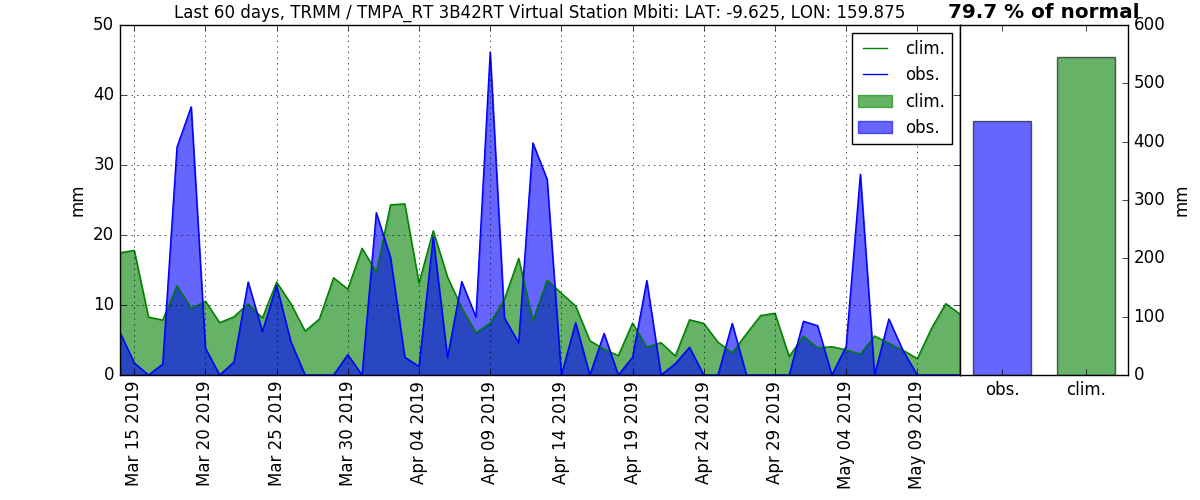 Last 60 days, TRMM / TMPA_RT 3B42RT Virtual Station Mbiti: LAT: -9.625, LON: 159.875
79.7 % of normal
50
40
30
20
10
0
mm
clim.
obs.
clim.
obs.
600
500
400
300
200
100
0
mm
Mar 15 2019
Mar 20 2019
Mar 25 2019
Mar 30 2019
Apr 04 2019
Apr 09 2019
Apr 14 2019
Apr 19 2019
Apr 24 2019
Apr 29 2019
May 04 2019
May 09 2019
obs.
clim.